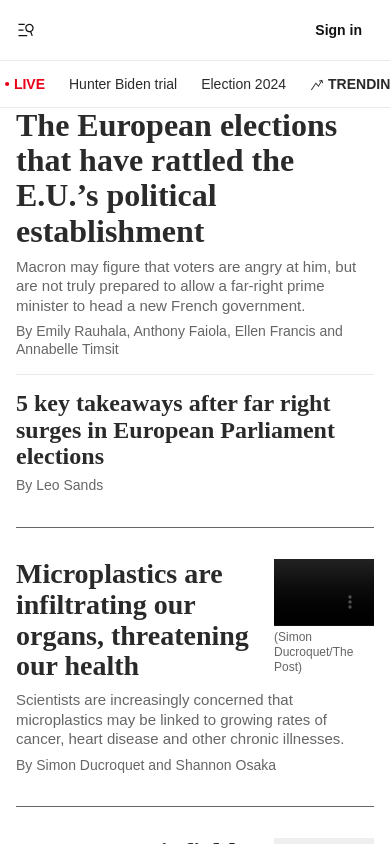 Sign in
• LIVE Hunter Biden trial Election 2024 TRENDIN
The European elections
that have rattled the
E.U.’s political
establishment
Macron may figure that voters are angry at him, but
are not truly prepared to allow a far-right prime
minister to head a new French government.
By Emily Rauhala, Anthony Faiola, Ellen Francis and
Annabelle Timsit
5 key takeaways after far right
surges in European Parliament
elections
By Leo Sands
Microplastics are
infiltrating our
organs, threatening
our health
(Simon
Ducroquet/The
Post)
Scientists are increasingly concerned that
microplastics may be linked to growing rates of
cancer, heart disease and other chronic illnesses.
By Simon Ducroquet and Shannon Osaka